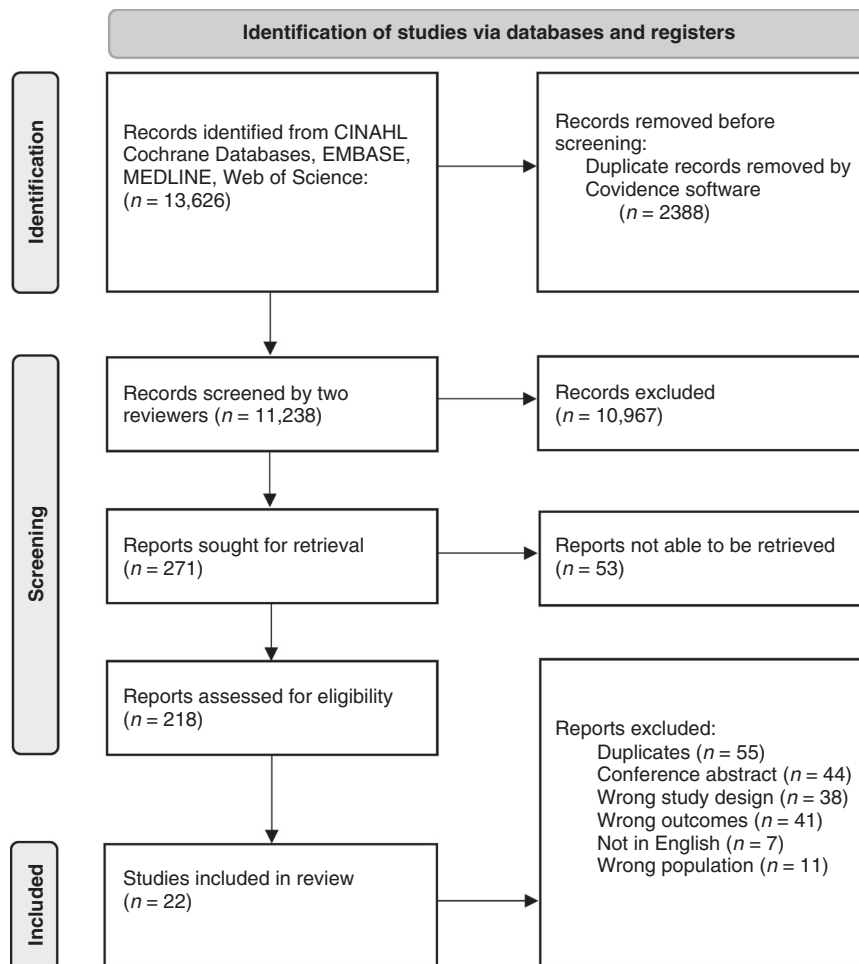 Identification of studies via databases and registers
Identification
Records identified from CINAHL
Cochrane Databases, EMBASE,
MEDLINE, Web of Science:
(n = 13,626)
Records removed before
screening:
Duplicate records removed by
Covidence software
(n = 2388)
Screening
Records screened by two
reviewers (n = 11,238)
Records excluded
(n = 10,967)
Reports sought for retrieval
(n = 271)
Reports not able to be retrieved
(n = 53)
Reports assessed for eligibility
(n = 218)
Reports excluded:
Duplicates (n = 55)
Conference abstract (n = 44)
Wrong study design (n = 38)
Wrong outcomes (n = 41)
Not in English (n = 7)
Wrong population (n = 11)
Included
Studies included in review
(n = 22)